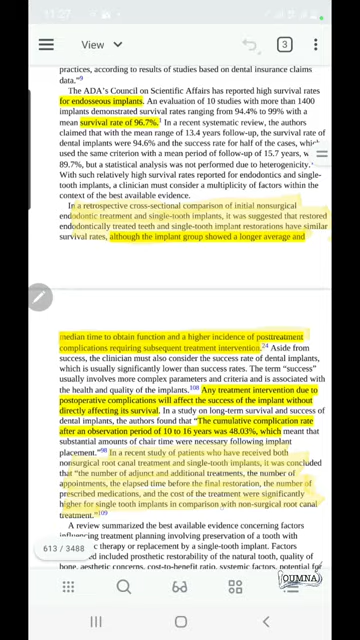 11:27
View
3
practices, according to results of studies based on dental insurance claims
data."9
The ADA's Council on Scientific Affairs has reported high survival rates
for endosseous implants. An evaluation of 10 studies with more than 1400
implants demonstrated survival rates ranging from 94.4% to 99% with a
mean survival rate of 96.7%.1 In a recent systematic review, the authors
claimed that with the mean range of 13.4 years follow-up, the survival rate of
dental implants were 94.6% and the success rate for half of the cases, which
used the same criterion with a mean period of follow-up of 15.7 years, w
89.7%, but a statistical analysis was not performed due to heterogenicity.
With such relatively high survival rates reported for endodontics and single-
tooth implants, a clinician must consider a multiplicity of factors within the
context of the best available evidence.
In a retrospective cross-sectional comparison of initial nonsurgical
endodontic treatment and single-tooth implants, it was suggested that restored
endodontically treated teeth and single-tooth implant restorations have similar
survival rates, although the implant group showed a longer average and
median time to obtain function and a higher incidence of posttreatment
complications requiring subsequent treatment intervention.24 Aside from
success, the clinician must also consider the success rate of dental implants,
which is usually significantly lower than success rates. The term “success”
usually involves more complex parameters and criteria and is associated with
the health and quality of the implants.108 Any treatment intervention due to
postoperative complications will affect the success of the implant without
directly affecting its survival. In a study on long-term survival and success of
dental implants, the authors found that “The cumulative complication rate
after an observation period of 10 to 16 years was 48.03%, which meant that
substantial amounts of chair time were necessary following implant
placement.”98 In a recent study of patients who have received both
nonsurgical root canal treatment and single-tooth implants, it was concluded
that “the number of adjunct and additional treatments, the number of
appointments, the elapsed time before the final restoration, the number of
prescribed medications, and the cost of the treatment were significantly
higher for single tooth implants in comparison with non-surgical root canal
treatment.”109
A review summarized the best available evidence concerning factors
influencing treatment planning involving preservation of a tooth with
ic therapy or replacement by a single-tooth implant. Factors
613 / 3488
ed included prosthetic restorability of the natural tooth, quality of
bone, aesthetic concerns, cost-to-benefit ratio, systemic factors, potential for
OUMNA